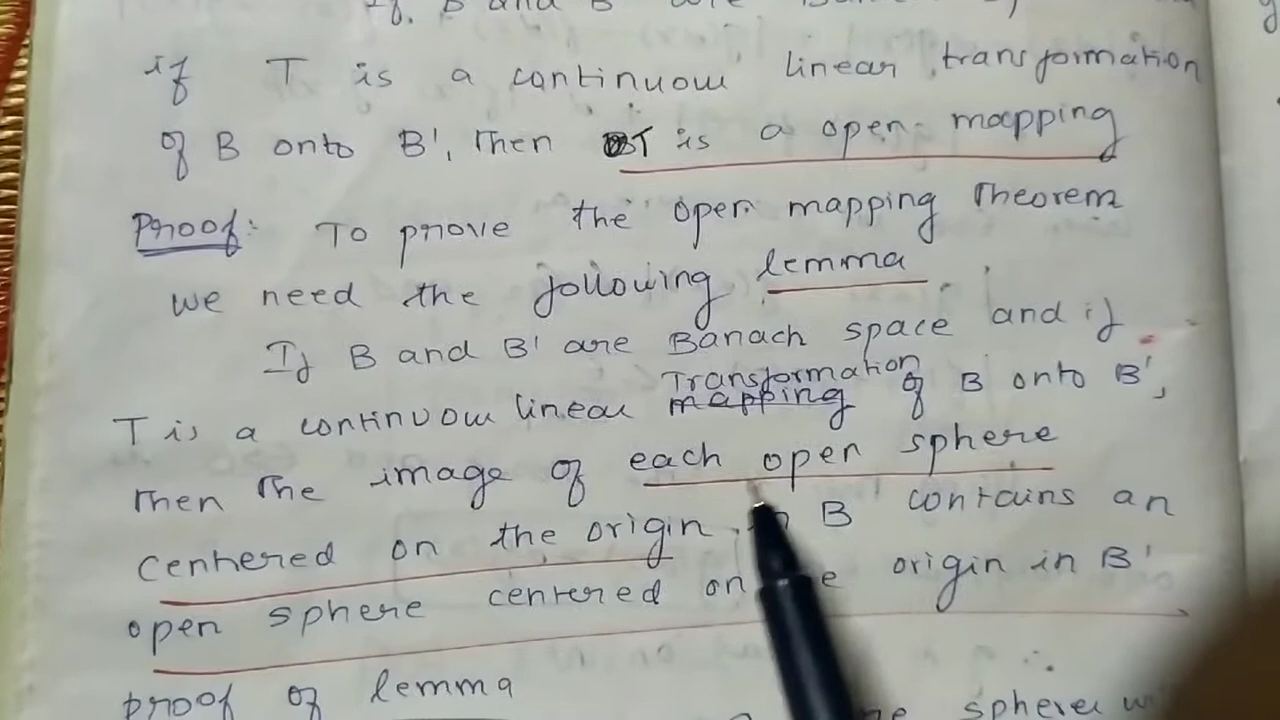 if T is a continuow linear transformation
of B onto B', Then T is a open mapping
Proof: To prove the open mapping Theorem
we need the following lemma
If B and B' are Banach space and if
T is a continuow linear mapping Transformation of B onto B',
Then The image of each open sphere
centered on the origin B contains an
open sphere centered on origin in B'
proof of lemma